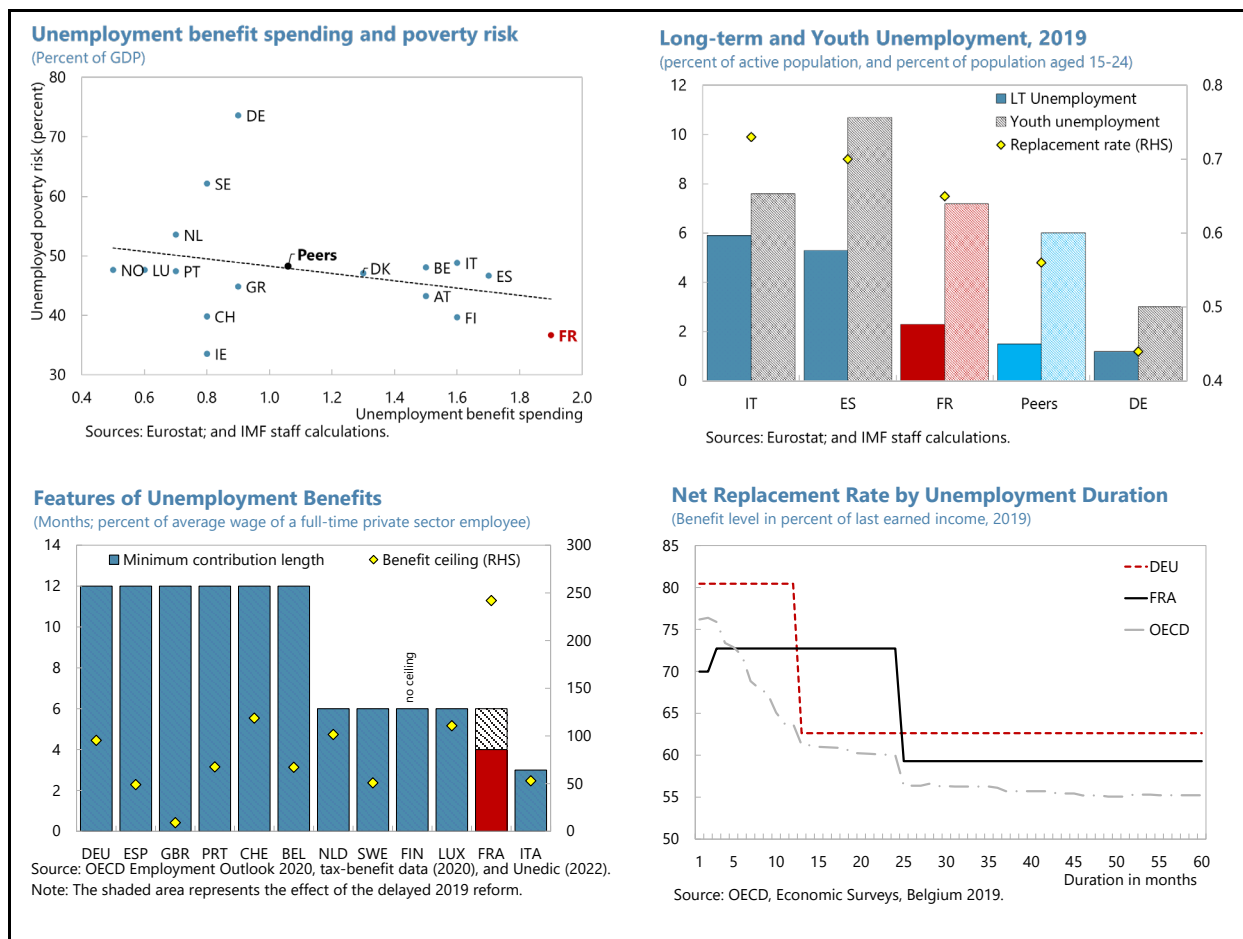 Unemployment benefit spending and poverty risk
(Percent of GDP)
Unemployed poverty risk (percent)
80
70
60
50
40
30
DE
SE
NL
Peers
NO
LU
PT
DK
BE
IT
ES
GR
AT
CH
FI
FR
IE
0.4 0.6 0.8 1.0 1.2 1.4 1.6 1.8 2.0
Unemployment benefit spending
Sources: Eurostat; and IMF staff calculations.
Long-term and Youth Unemployment, 2019
(percent of active population, and percent of population aged 15-24)
12
10
8
6
4
2
0
LT Unemployment
Youth unemployment
Replacement rate (RHS)
0.8
0.7
0.6
0.5
0.4
IT ES FR Peers DE
Sources: Eurostat; and IMF staff calculations.
Features of Unemployment Benefits
(Months; percent of average wage of a full-time private sector employee)
14
12
10
8
6
4
2
0
Minimum contribution length
Benefit ceiling (RHS)
no ceiling
300
250
200
150
100
50
0
DEU ESP GBR PRT CHE BEL NLD SWE FIN LUX FRA ITA
Source: OECD Employment Outlook 2020, tax-benefit data (2020), and Unedic (2022).
Note: The shaded area represents the effect of the delayed 2019 reform.
Net Replacement Rate by Unemployment Duration
(Benefit level in percent of last earned income, 2019)
85
80
75
70
65
60
55
50
DEU
FRA
OECD
1 5 10 15 20 25 30 35 40 45 50 55 60
Duration in months
Source: OECD, Economic Surveys, Belgium 2019.